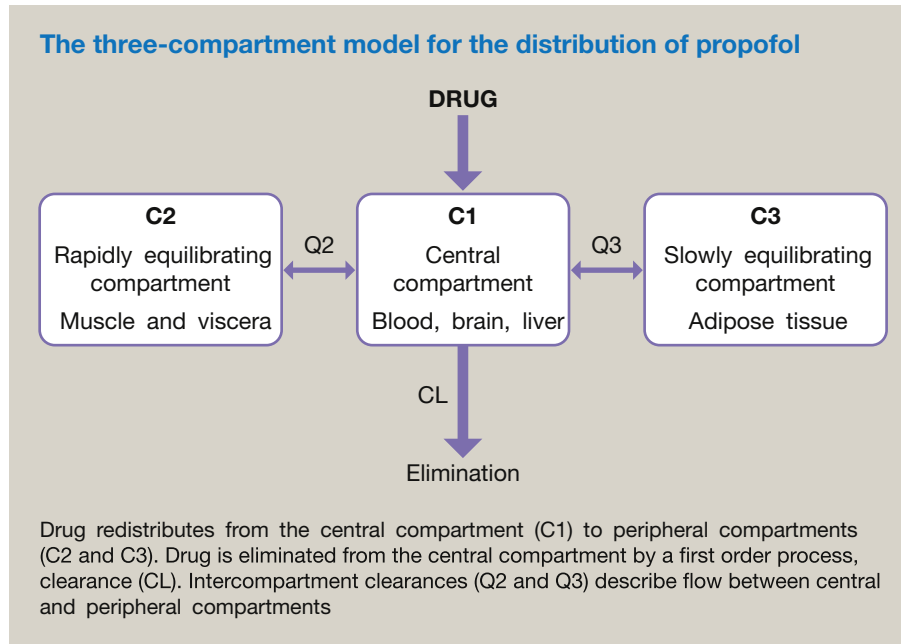 The three-compartment model for the distribution of propofol
DRUG
C2
Rapidly equilibrating
compartment
Muscle and viscera
Q2
C1
Central
compartment
Blood, brain, liver
Q3
C3
Slowly equilibrating
compartment
Adipose tissue
CL
Elimination
Drug redistributes from the central compartment (C1) to peripheral compartments
(C2 and C3). Drug is eliminated from the central compartment by a first order process,
clearance (CL). Intercompartment clearances (Q2 and Q3) describe flow between central
and peripheral compartments